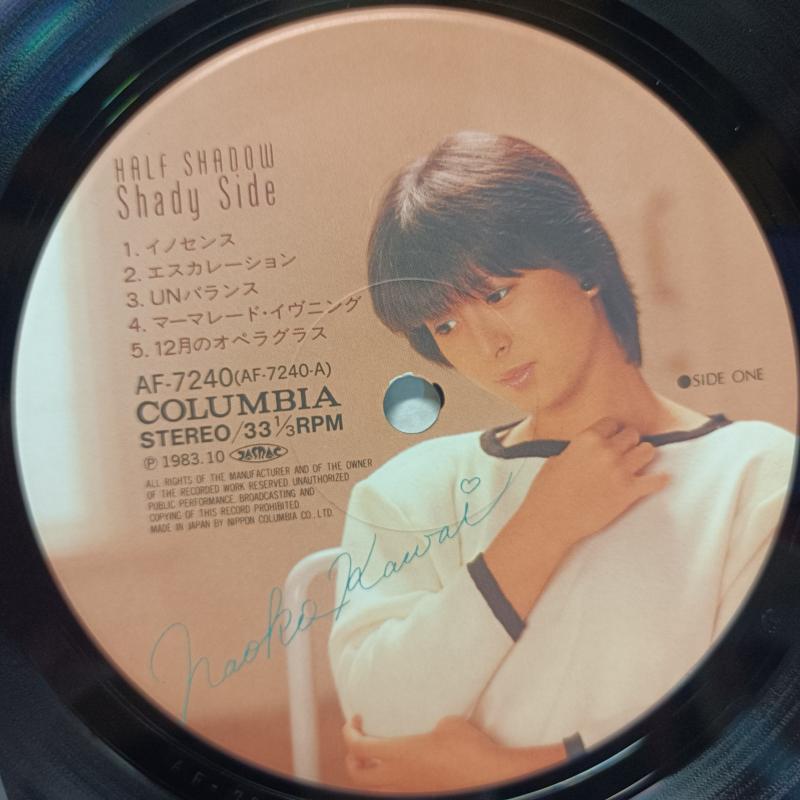 HALF SHADOW
Shady Side
1. イノセンス
2. エスカレーション
3. UNバランス
4. マーマレード・イヴニング
5. 12月のオペラグラス
AF-7240(AF-7240-A)
COLUMBIA
STEREO/33⅓RPM
℗ 1983.10 JASRAC
ALL RIGHTS OF THE MANUFACTURER AND OF THE OWNER
OF THE RECORDED WORK RESERVED. UNAUTHORIZED
PUBLIC PERFORMANCE. BROADCASTING AND
COPYING OF THIS RECORD PROHIBITED
MADE IN JAPAN BY NIPPON COLUMBIA CO., LTD.
●SIDE ONE
Naoko Kawai♡